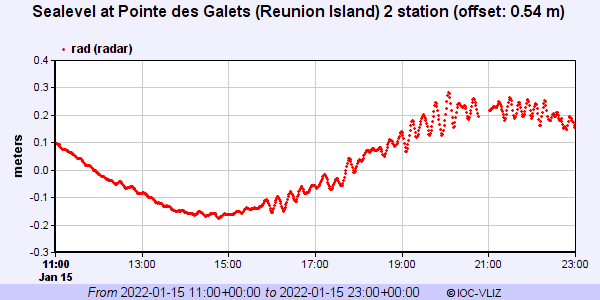 Sealevel at Pointe des Galets (Reunion Island) 2 station (offset: 0.54 m)
rad (radar)
0.4
0.3
0.2
0.1
0.0
-0.1
-0.2
-0.3
meters
11:00 13:00 15:00 17:00 19:00 21:00 23:00
Jan 15
From 2022-01-15 11:00+00:00 to 2022-01-15 23:00+00:00 © IOC-VLIZ